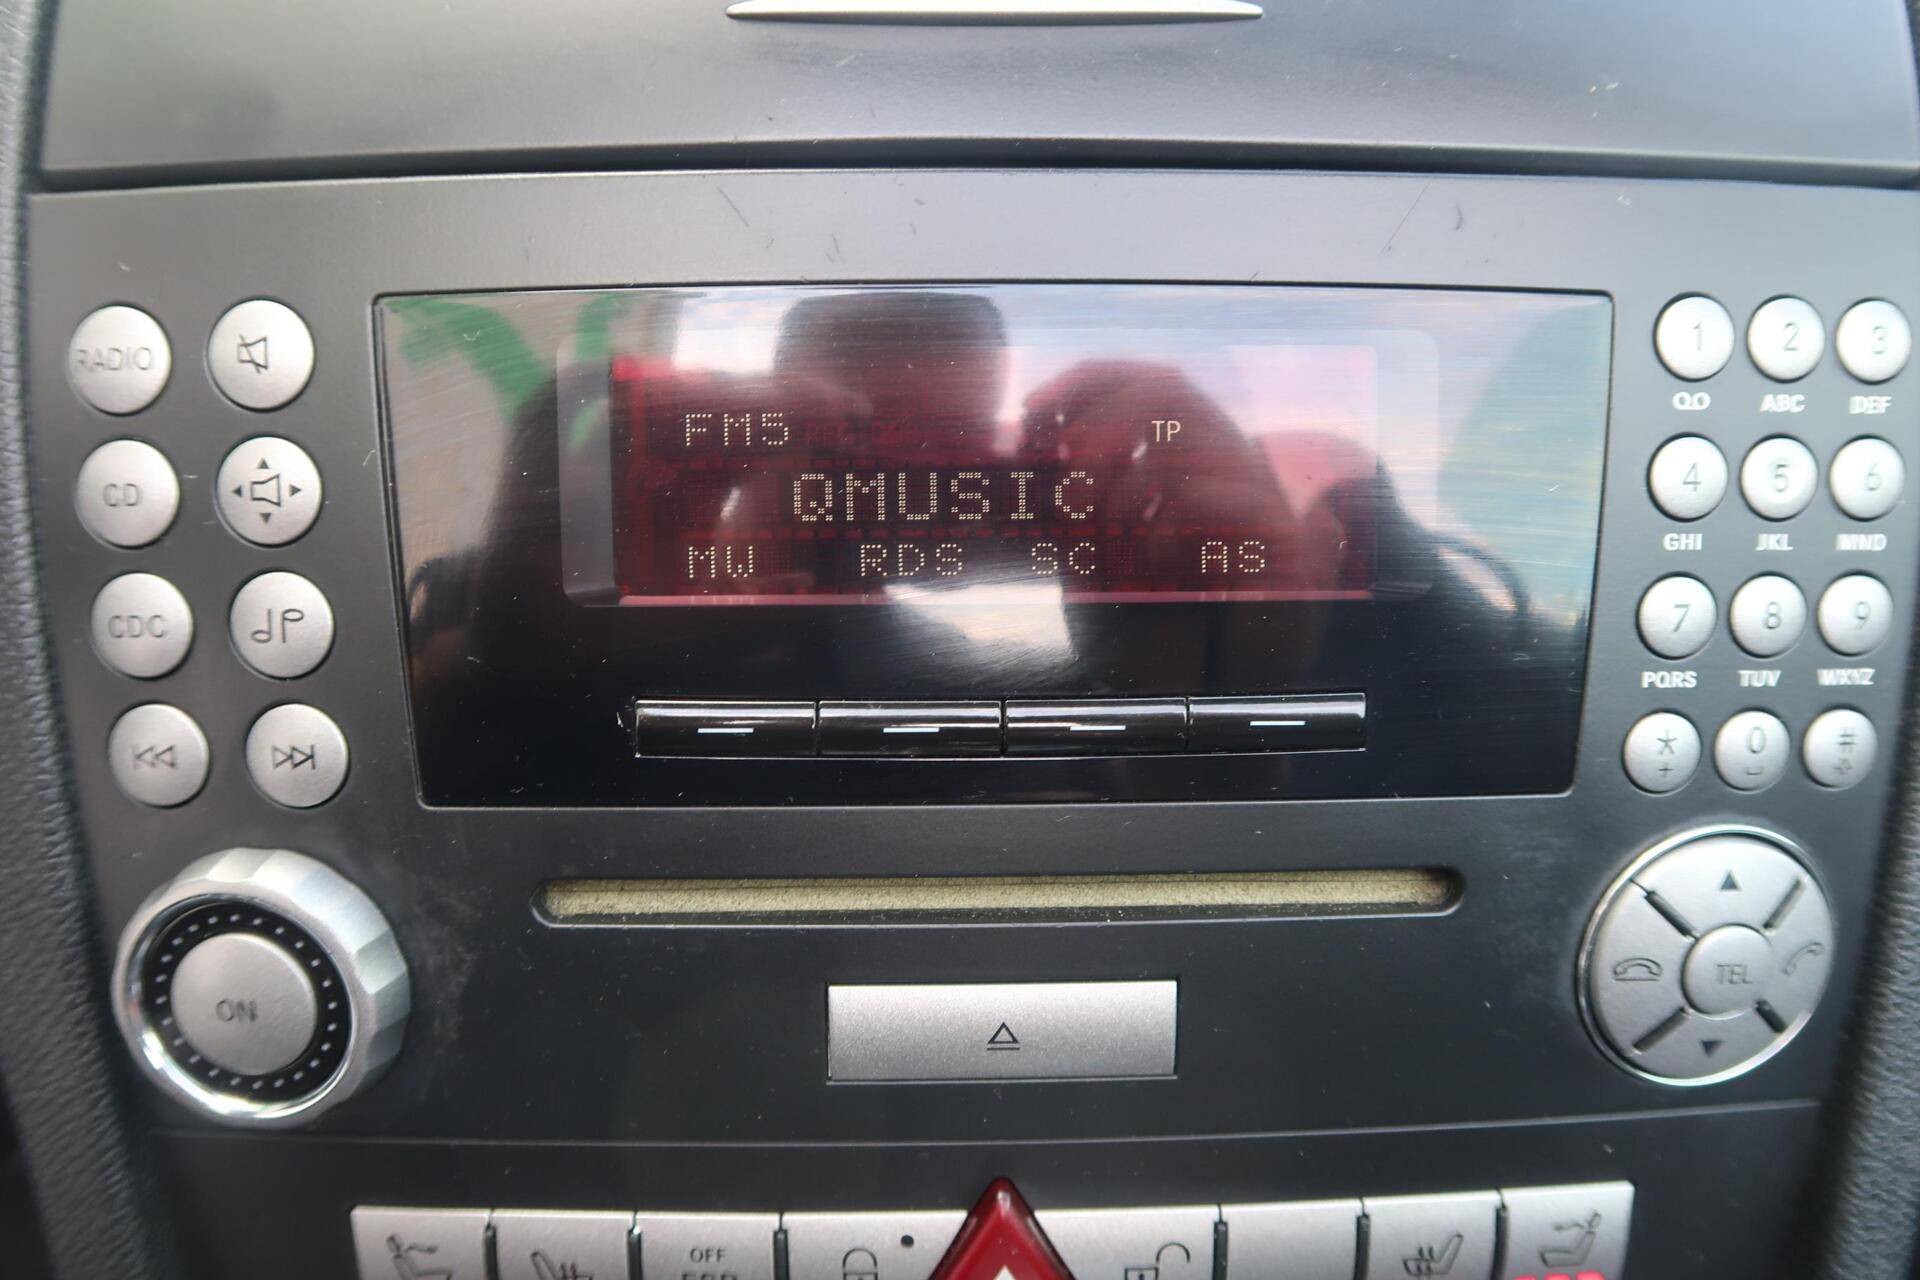 RADIO
CD
CDC
ON
FM5 TP
QMUSIC
MW RDS SC AS
1 2 3
QO ABC DEF
4 5 6
GHI JKL MNO
7 8 9
PQRS TUV WXYZ
* 0 #
+
TEL
OFF